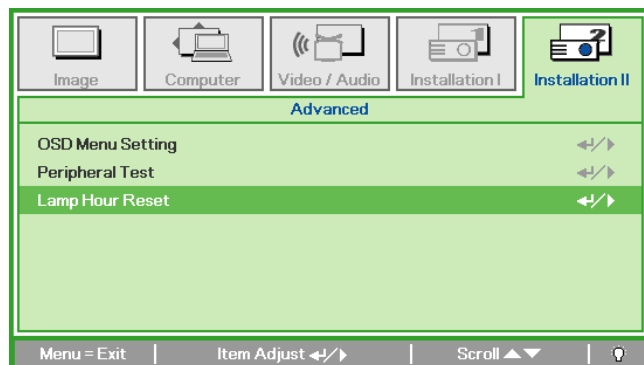 Image Computer Video / Audio Installation I Installation II
Advanced
OSD Menu Setting
Peripheral Test
Lamp Hour Reset
Menu = Exit Item Adjust ↵/▶ Scroll ▲▼